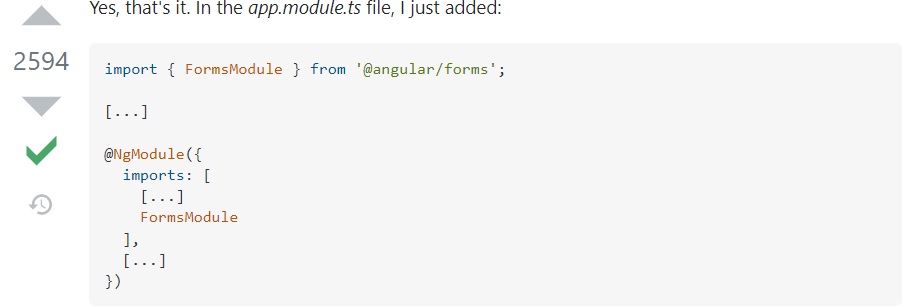 Yes, that's it. In the app.module.ts file, I just added:
2594
import { FormsModule } from '@angular/forms';
[...]
@NgModule({
imports: [
[...]
FormsModule
],
[...]
})